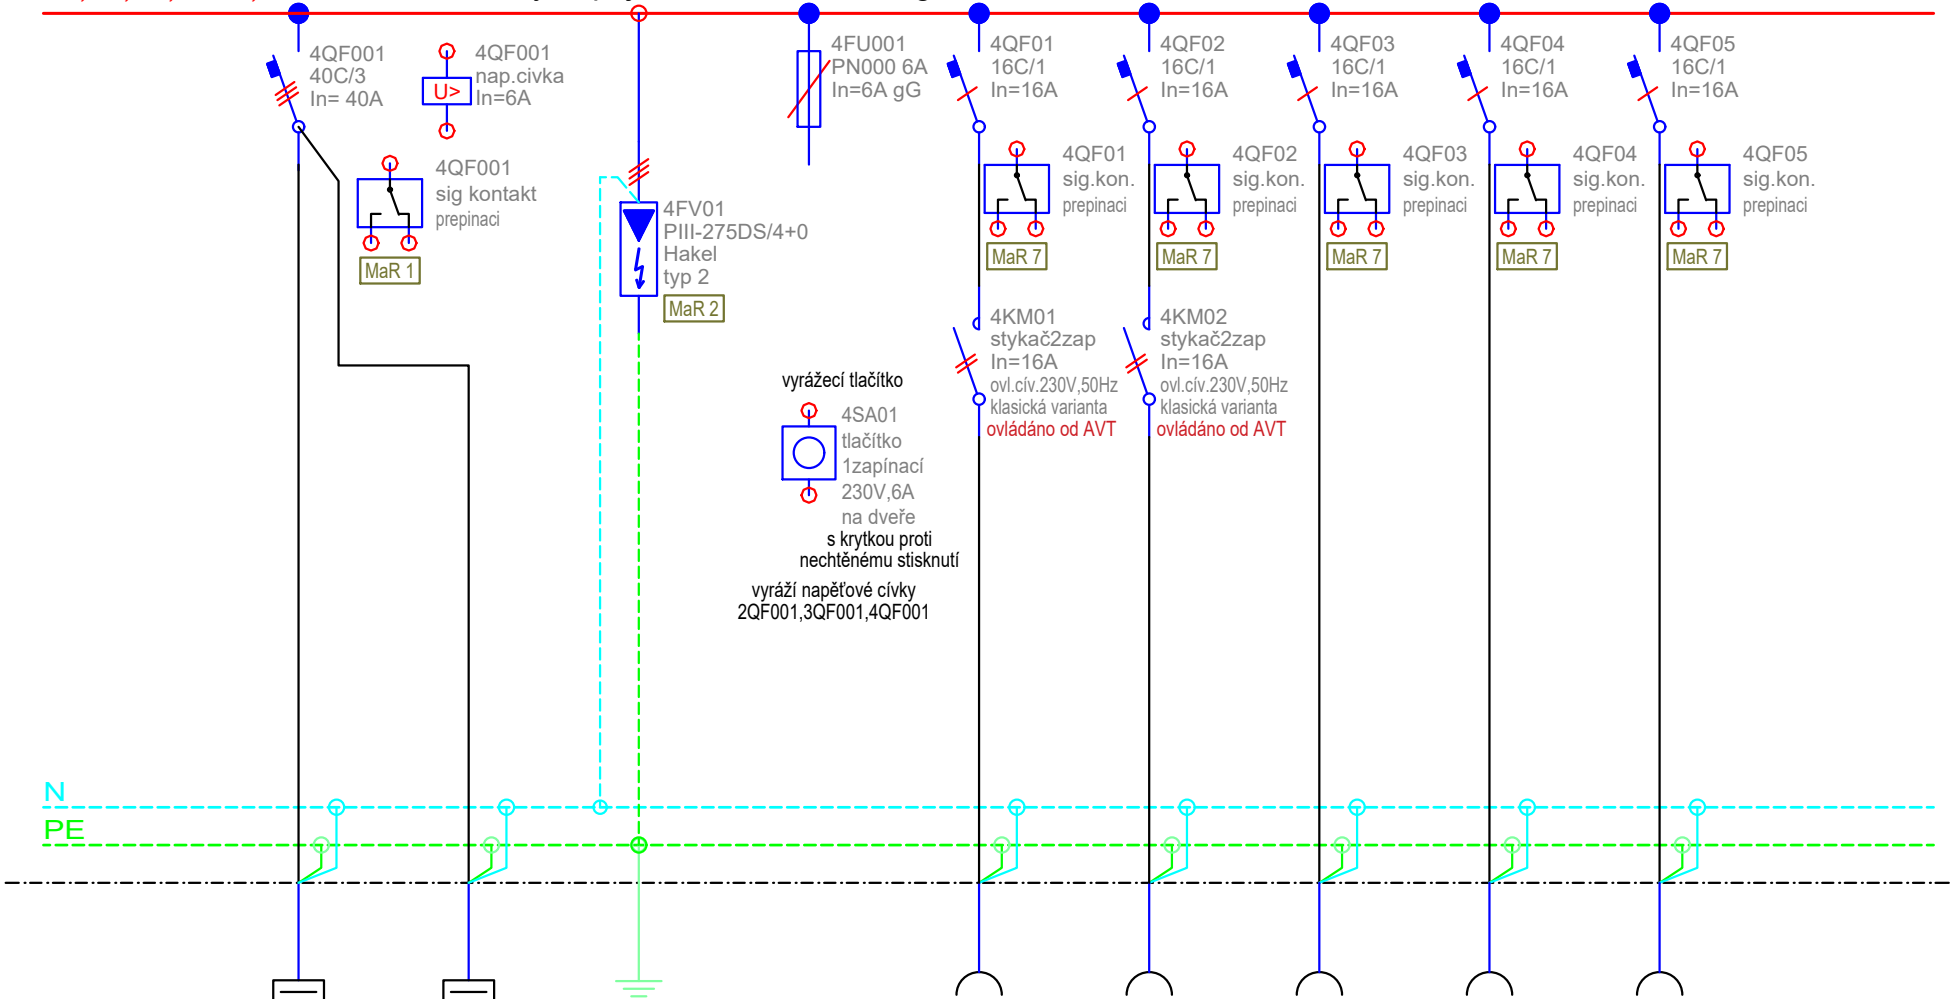 4QF001
40C/3
In= 40A
4QF001
nap.civka
In=6A
U>
4QF001
sig kontakt
prepinaci
MaR 1
4FV01
PIII-275DS/4+0
Hakel
typ 2
MaR 2
4FU001
PN000 6A
In=6A gG
vyrážecí tlačítko
4SA01
tlačítko
1zapínací
230V,6A
na dveře
s krytkou proti
nechtěnému stisknutí
vyráží napěťové cívky
2QF001,3QF001,4QF001
4QF01
16C/1
In=16A
4QF01
sig.kon.
prepinaci
MaR 7
4KM01
stykač2zap
In=16A
ovl.cív.230V,50Hz
klasická varianta
ovládáno od AVT
4QF02
16C/1
In=16A
4QF02
sig.kon.
prepinaci
MaR 7
4KM02
stykač2zap
In=16A
ovl.cív.230V,50Hz
klasická varianta
ovládáno od AVT
4QF03
16C/1
In=16A
4QF03
sig.kon.
prepinaci
MaR 7
4QF04
16C/1
In=16A
4QF04
sig.kon.
prepinaci
MaR 7
4QF05
16C/1
In=16A
4QF05
sig.kon.
prepinaci
MaR 7
N
PE